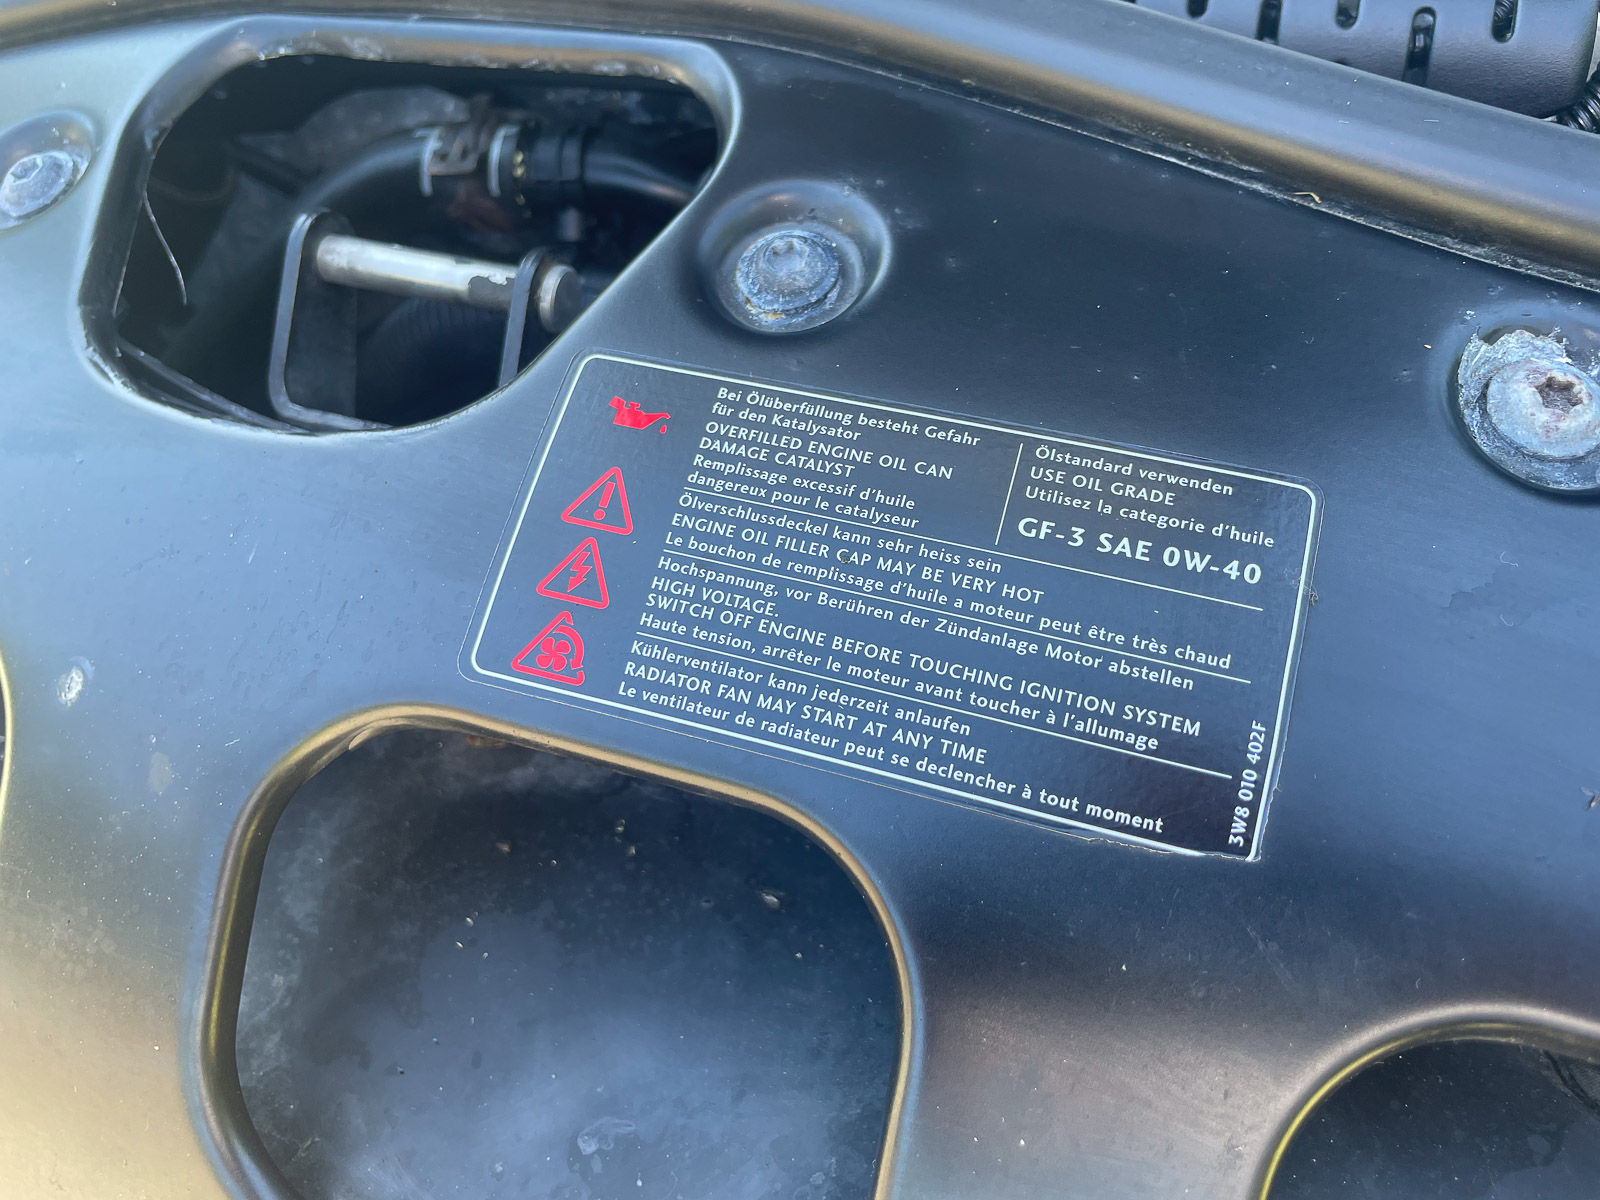 Bei Ölüberfüllung besteht Gefahr
für den Katalysator
OVERFILLED ENGINE OIL CAN
DAMAGE CATALYST
Remplissage excessif d'huile
dangereux pour le catalyseur
Ölstandard verwenden
USE OIL GRADE
Utilisez la categorie d'huile
GF-3 SAE 0W-40
Ölverschlussdeckel kann sehr heiss sein
ENGINE OIL FILLER CAP MAY BE VERY HOT
Le bouchon de remplissage d'huile a moteur peut être très chaud
Hochspannung, vor Berühren der Zündanlage Motor abstellen
HIGH VOLTAGE.
SWITCH OFF ENGINE BEFORE TOUCHING IGNITION SYSTEM
Haute tension, arrêter le moteur avant toucher à l'allumage
Kühlerventilator kann jederzeit anlaufen
RADIATOR FAN MAY START AT ANY TIME
Le ventilateur de radiateur peut se declencher à tout moment
3W8 010 402F